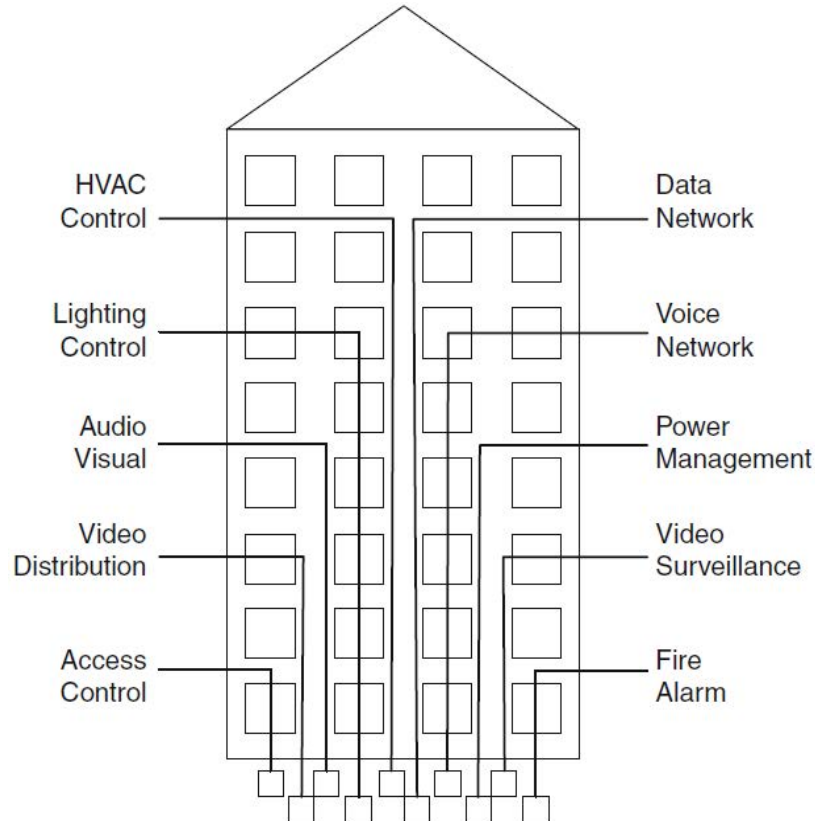 HVAC
Control
Data
Network
Lighting
Control
Voice
Network
Audio
Visual
Power
Management
Video
Distribution
Video
Surveillance
Access
Control
Fire
Alarm